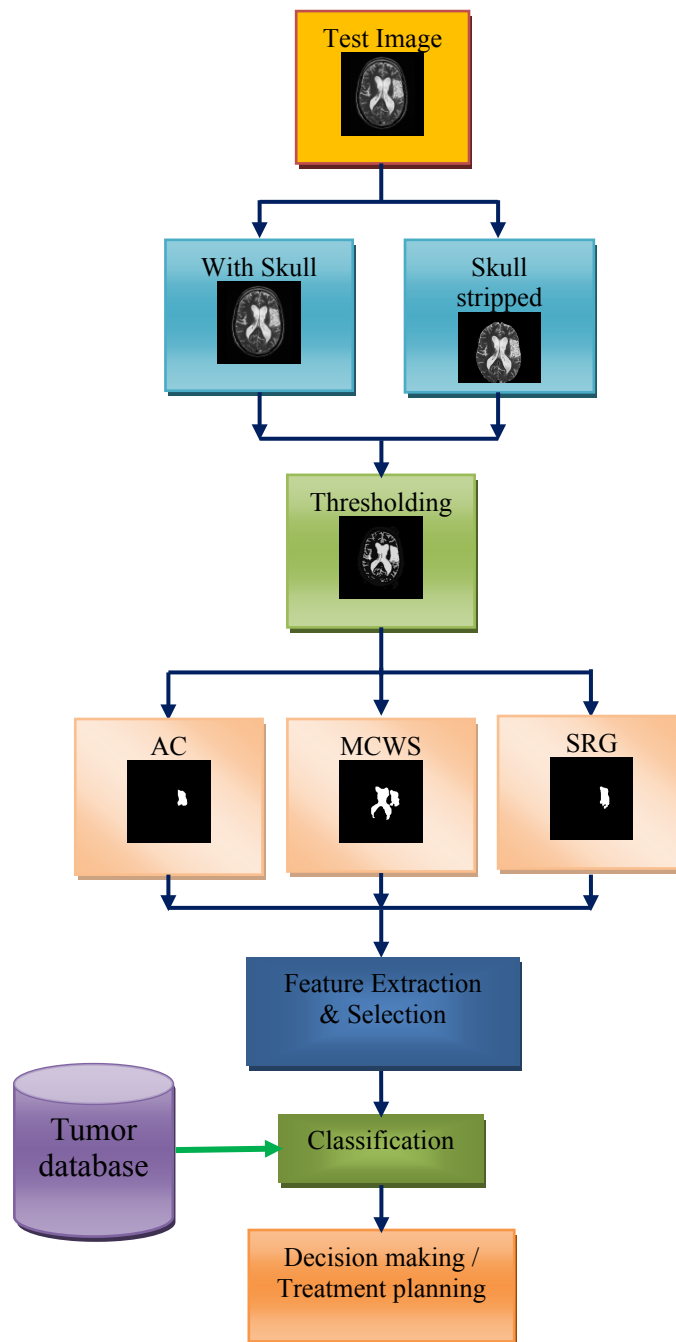 Test Image
With Skull
Skull
stripped
Thresholding
AC
MCWS
SRG
Feature Extraction
& Selection
Tumor
database
Classification
Decision making /
Treatment planning